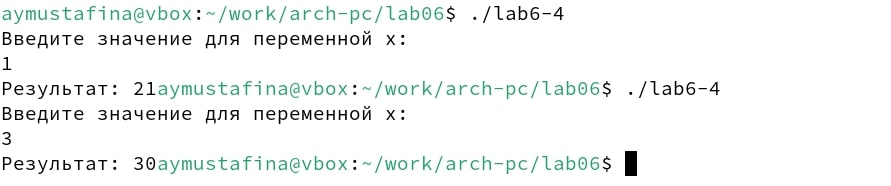 aymustafina@vbox:~/work/arch-pc/lab06$ ./lab6-4
Введите значение для переменной x:
1
Результат: 21aymustafina@vbox:~/work/arch-pc/lab06$ ./lab6-4
Введите значение для переменной x:
3
Результат: 30aymustafina@vbox:~/work/arch-pc/lab06$